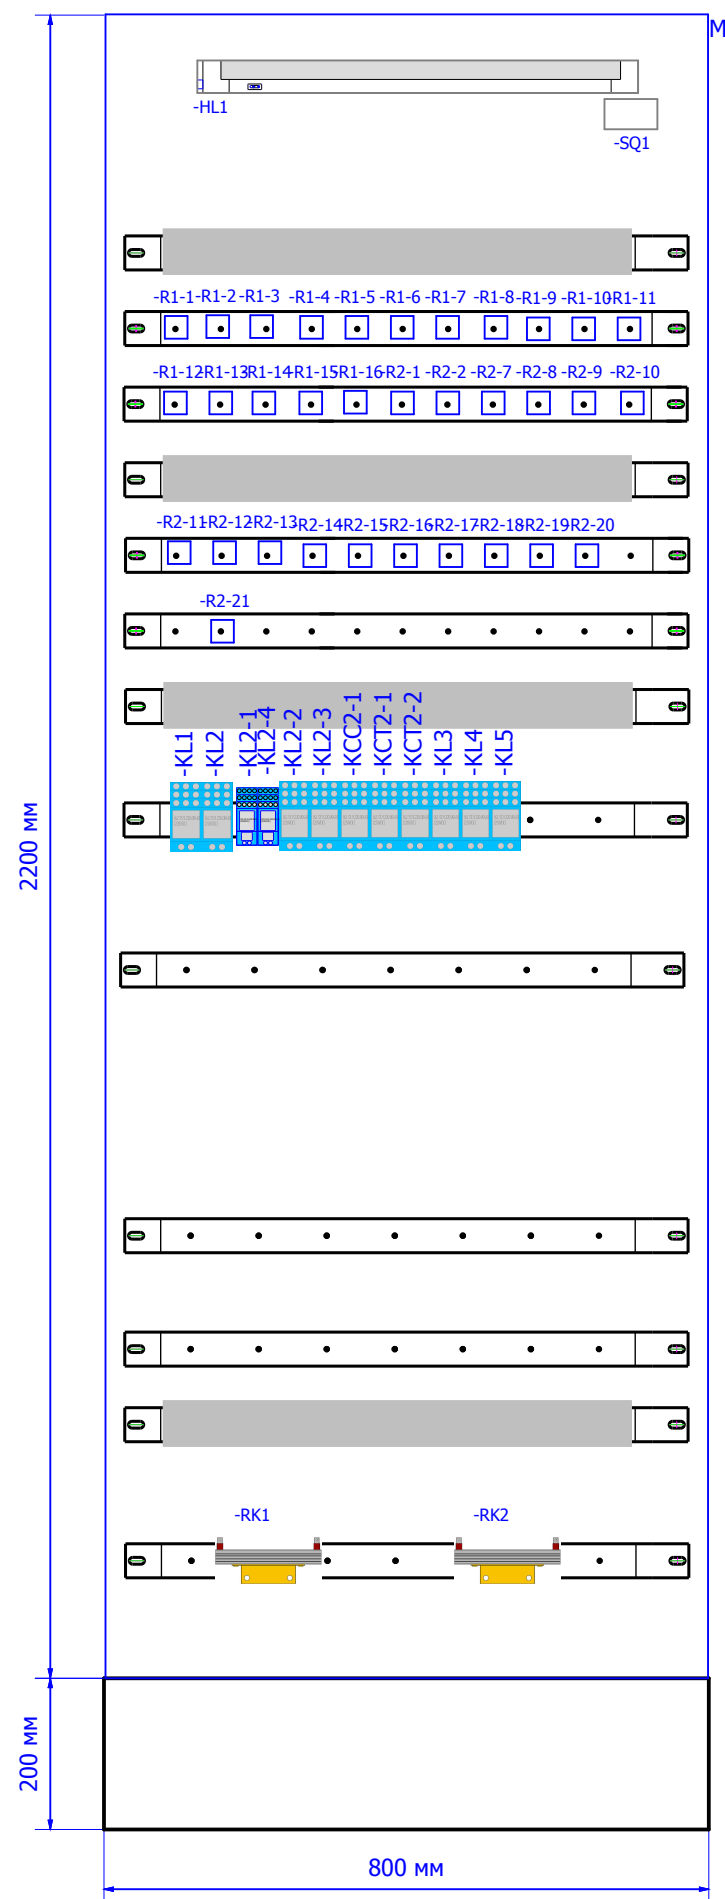 М
-HL1
-SQ1
-R1-1 -R1-2 -R1-3 -R1-4 -R1-5 -R1-6 -R1-7 -R1-8 -R1-9 -R1-10 -R1-11
-R1-12 -R1-13 -R1-14 -R1-15 -R1-16 -R2-1 -R2-2 -R2-7 -R2-8 -R2-9 -R2-10
-R2-11 -R2-12 -R2-13 -R2-14 -R2-15 -R2-16 -R2-17 -R2-18 -R2-19 -R2-20
-R2-21
-KL1 -KL2 -KL2-1 -KL2-4 -KL2-2 -KL2-3 -KCC2-1 -KCT2-1 -KCT2-2 -KL3 -KL4 -KL5
2200 мм
-RK1 -RK2
200 мм
800 мм